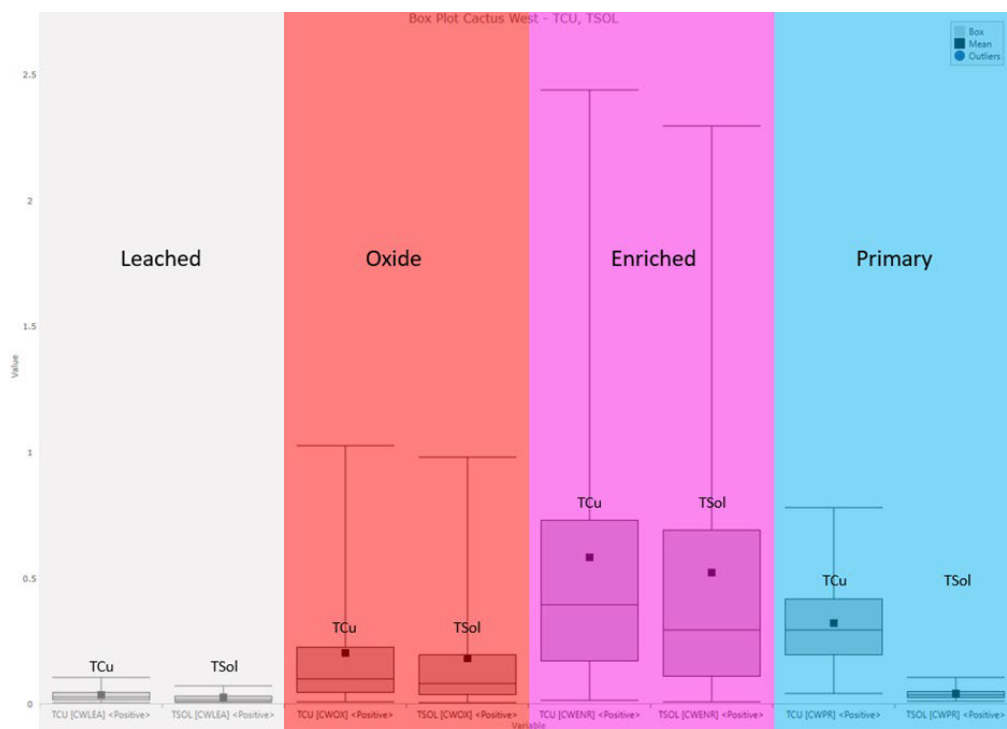 Box Plot Cactus West - TCU, TSOL
Box
Mean
Outliers
2.5
2
1.5
1
0.5
0
Value
Leached
Oxide
Enriched
Primary
TCu
TSol
TCu
TSol
TCu
TSol
TCu
TSol
TCU [CWLEA] <Positive>
TSOL [CWLEA] <Positive>
TCU [CWOX] <Positive>
TSOL [CWOX] <Positive>
TCU [CWENR] <Positive>
TSOL [CWENR] <Positive>
TCU [CWPR] <Positive>
TSOL [CWPR] <Positive>
Variable